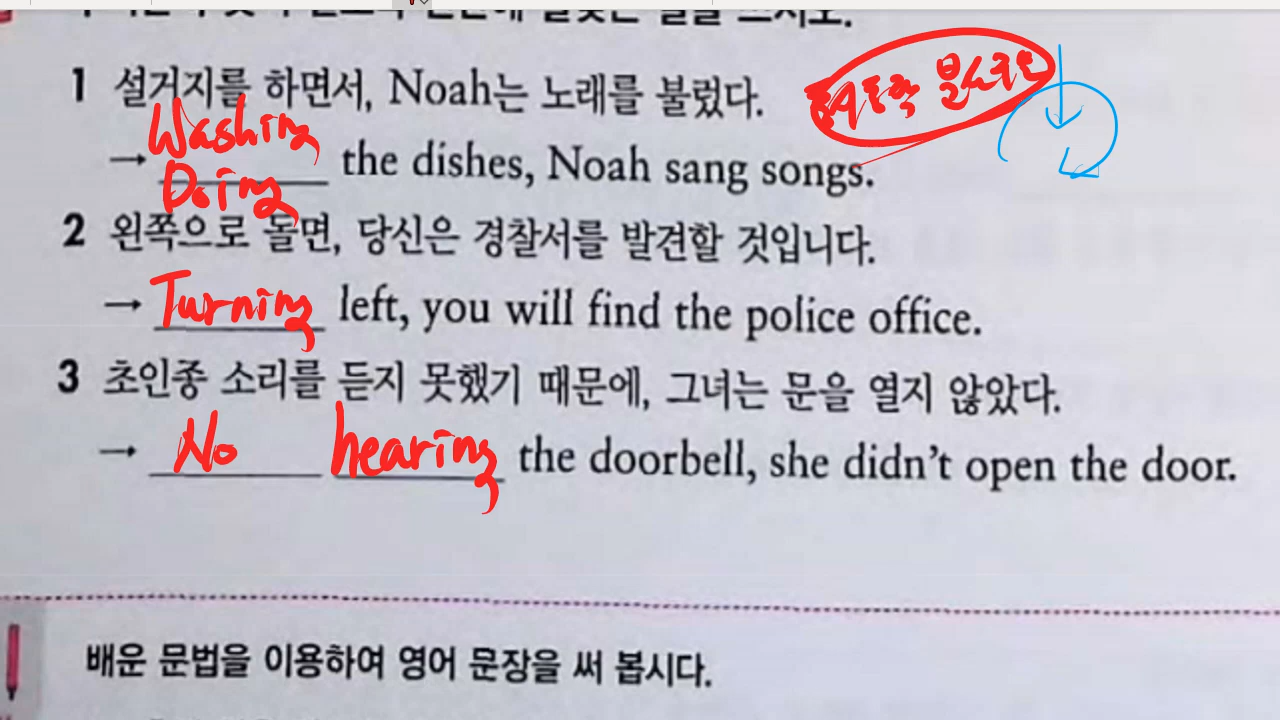 1 설거지를 하면서, Noah는 노래를 불렀다.
Washing
→ Doing the dishes, Noah sang songs.
2 왼쪽으로 돌면, 당신은 경찰서를 발견할 것입니다.
→ Turning left, you will find the police office.
3 초인종 소리를 듣지 못했기 때문에, 그녀는 문을 열지 않았다.
→ No hearing the doorbell, she didn't open the door.
배운 문법을 이용하여 영어 문장을 써 봅시다.